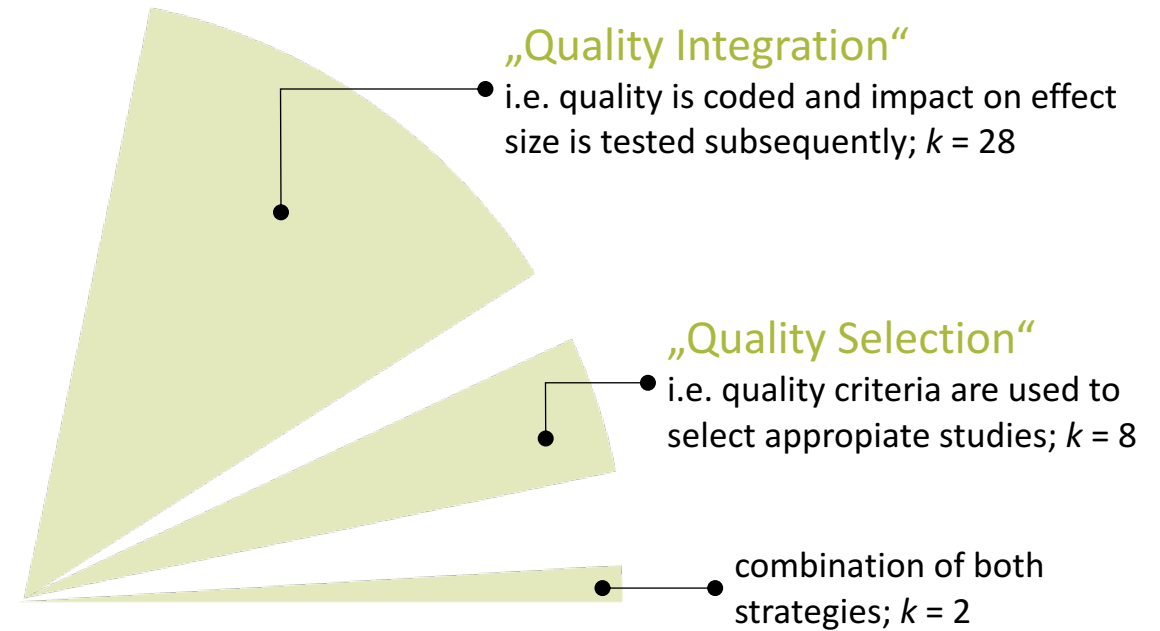 „Quality Integration“
i.e. quality is coded and impact on effect
size is tested subsequently; k = 28
„Quality Selection“
i.e. quality criteria are used to
select appropiate studies; k = 8
combination of both
strategies; k = 2